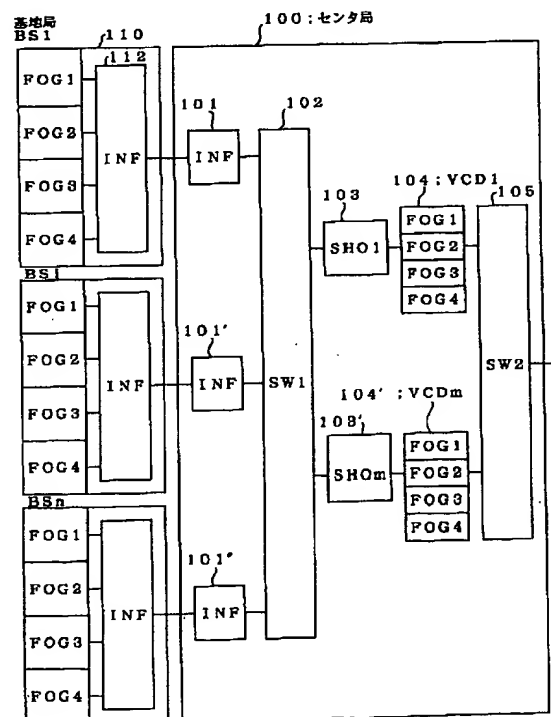 基地局
BS1
110
112
FOG1
FOG2
FOG3
FOG4
INF
100;センタ局
101
INF
102
SW1
103
SHO1
104;VCD1
FOG1
FOG2
FOG3
FOG4
105
SW2
BSi
FOG1
FOG2
FOG3
FOG4
INF
101'
INF
103'
SHOm
104';VCDm
FOG1
FOG2
FOG3
FOG4
BSn
FOG1
FOG2
FOG3
FOG4
INF
101"
INF